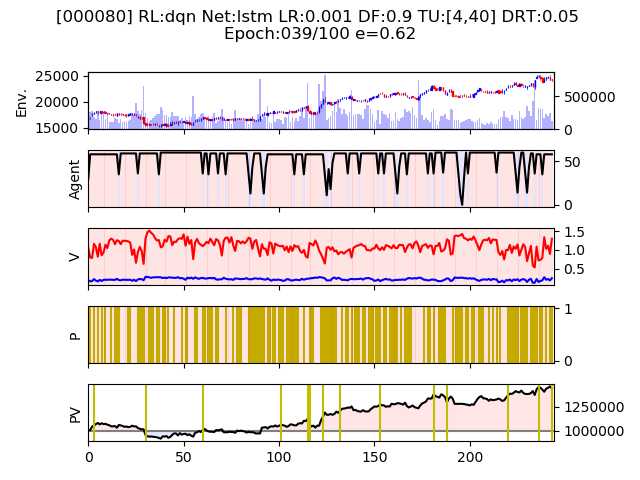 [000080] RL:dqn Net:lstm LR:0.001 DF:0.9 TU:[4,40] DRT:0.05
Epoch:039/100 e=0.62
Env.
25000
20000
15000
500000
0
Agent
50
0
V
1.5
1.0
0.5
P
1
0
PV
1250000
1000000
0
50
100
150
200